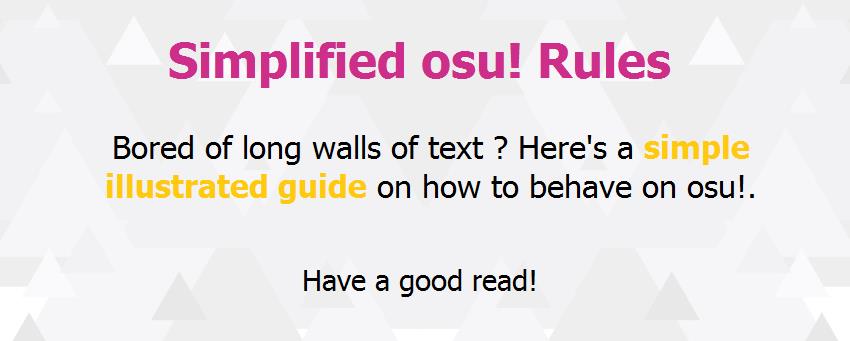 Simplified osu! Rules
Bored of long walls of text ? Here's a simple
illustrated guide on how to behave on osu!.
Have a good read!